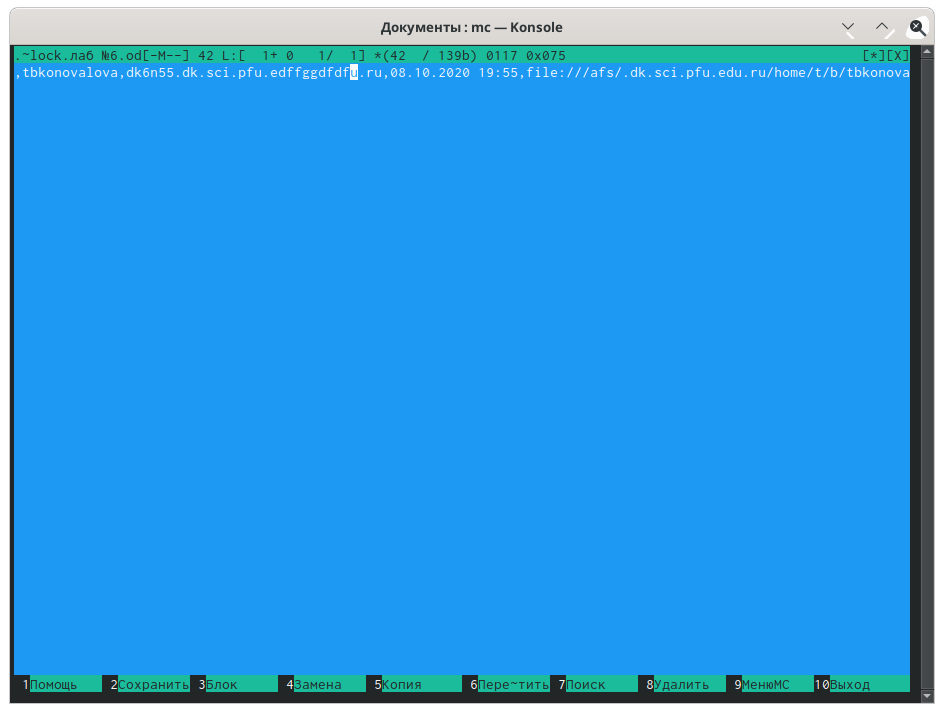 Документы : mc — Konsole
.~lock.лаб №6.od[-M--] 42 L:[  1+ 0   1/  1] *(42  / 139b) 0117 0x075 [*][X]
,tbkonovalova,dk6n55.dk.sci.pfu.edffggdfdfu.ru,08.10.2020 19:55,file:///afs/.dk.sci.pfu.edu.ru/home/t/b/tbkonova
1Помощь 2Сохранить 3Блок 4Замена 5Копия 6Пере~тить 7Поиск 8Удалить 9МенюMC 10Выход